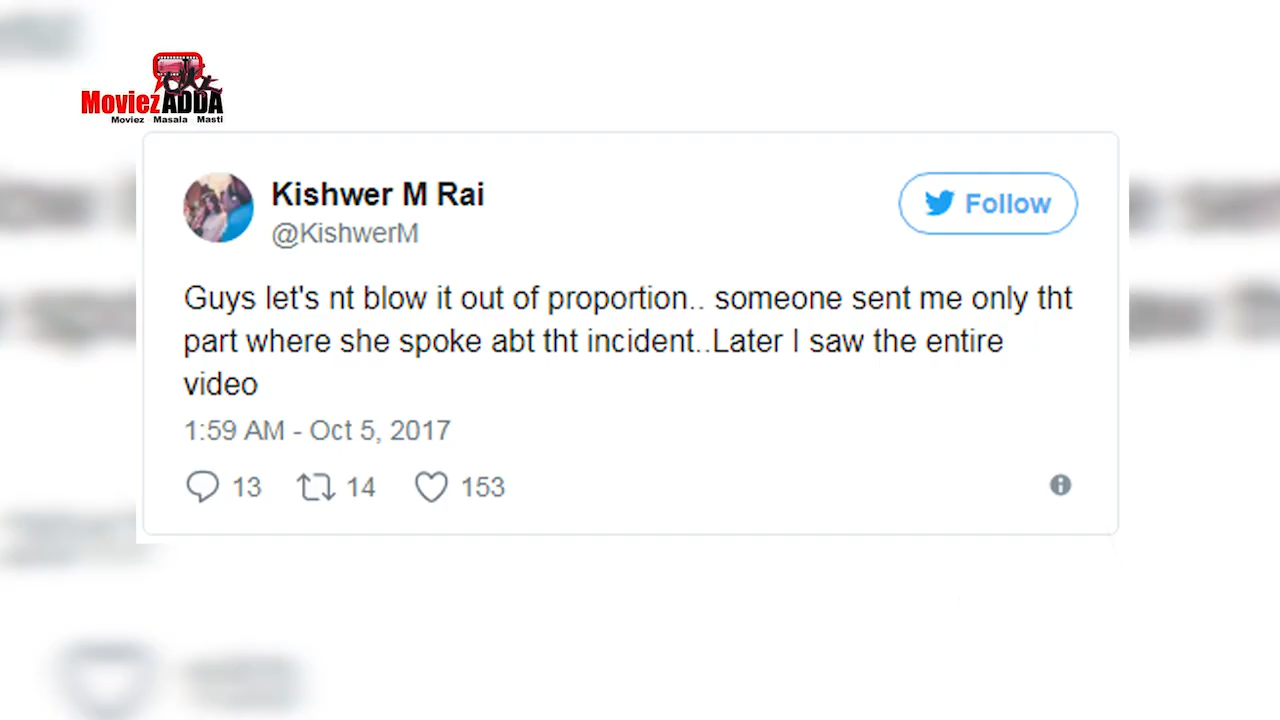 MoviezADDA
Moviez Masala Masti
Kishwer M Rai
Follow
@KishwerM
Guys let's nt blow it out of proportion.. someone sent me only tht
part where she spoke abt tht incident..Later I saw the entire
video
1:59 AM - Oct 5, 2017
13 14 153